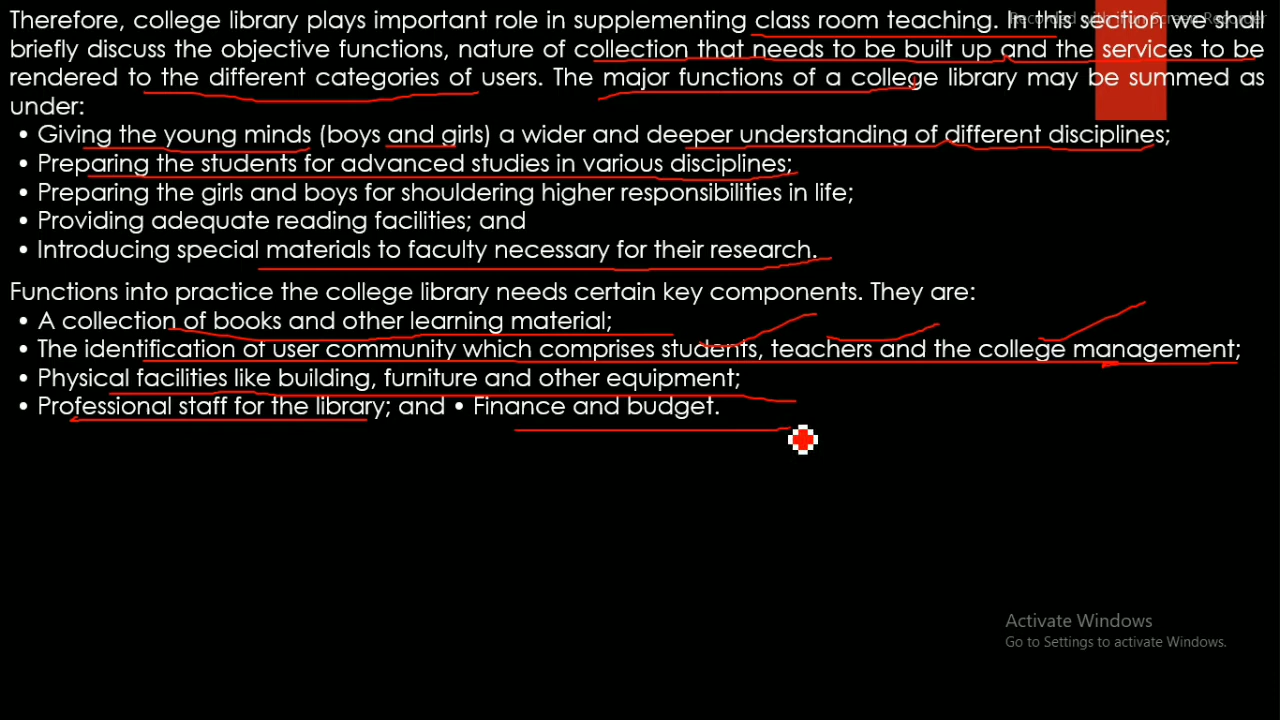 Therefore, college library plays important role in supplementing class room teaching. In this section we shall
briefly discuss the objective functions, nature of collection that needs to be built up and the services to be
rendered to the different categories of users. The major functions of a college library may be summed as
under:
• Giving the young minds (boys and girls) a wider and deeper understanding of different disciplines;
• Preparing the students for advanced studies in various disciplines;
• Preparing the girls and boys for shouldering higher responsibilities in life;
• Providing adequate reading facilities; and
• Introducing special materials to faculty necessary for their research.
Functions into practice the college library needs certain key components. They are:
• A collection of books and other learning material;
• The identification of user community which comprises students, teachers and the college management;
• Physical facilities like building, furniture and other equipment;
• Professional staff for the library; and • Finance and budget.
Recorded with Screen Recorder
Activate Windows
Go to Settings to activate Windows.